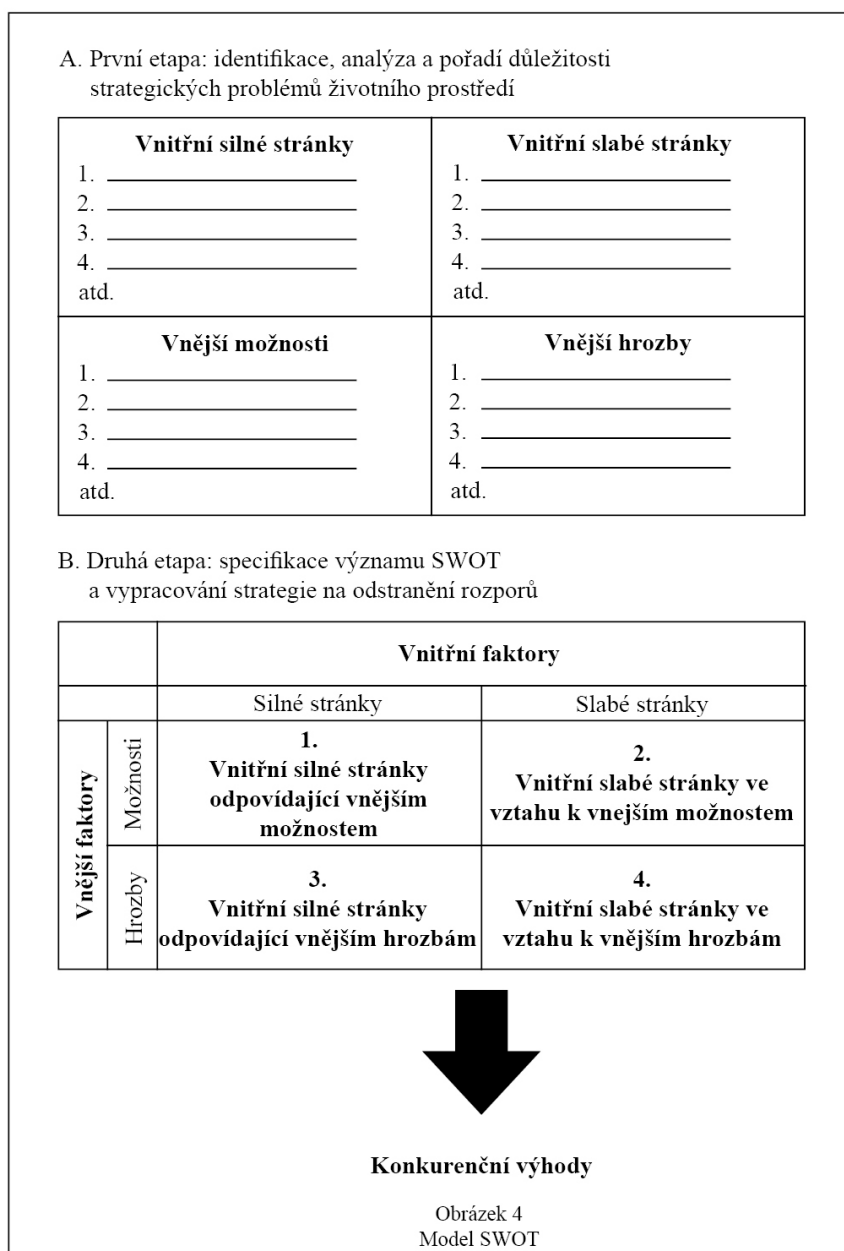 A. První etapa: identifikace, analýza a pořadí důležitosti
strategických problémů životního prostředí
Vnitřní silné stránky
1.
2.
3.
4.
atd.
Vnitřní slabé stránky
1.
2.
3.
4.
atd.
Vnější možnosti
1.
2.
3.
4.
atd.
Vnější hrozby
1.
2.
3.
4.
atd.
B. Druhá etapa: specifikace významu SWOT
a vypracování strategie na odstranění rozporů
Vnitřní faktory
Silné stránky
Slabé stránky
Vnější faktory
Možnosti
1.
Vnitřní silné stránky
odpovídající vnějším
možnostem
2.
Vnitřní slabé stránky ve
vztahu k vnejším možnostem
Hrozby
3.
Vnitřní silné stránky
odpovídající vnějším hrozbám
4.
Vnitřní slabé stránky ve
vztahu k vnějším hrozbám
Konkurenční výhody
Obrázek 4
Model SWOT